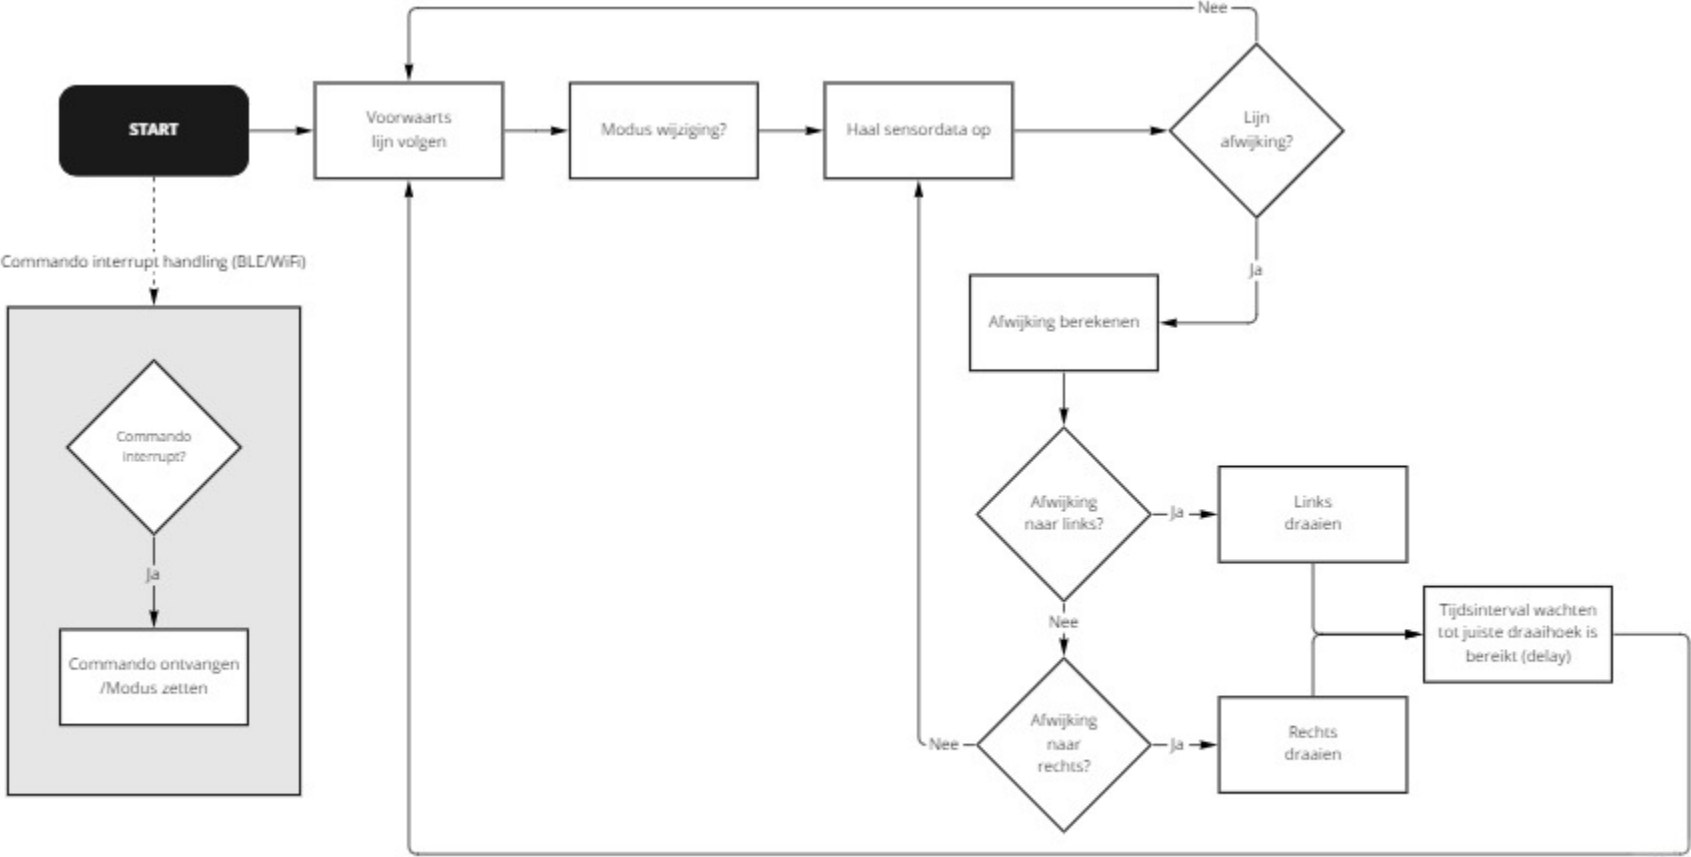 Nee
START
Voorwaarts
lijn volgen
Modus wijziging?
Haal sensordata op
Lijn
afwijking?
Commando interrupt handling (BLE/WiFi)
Ja
Afwijking berekenen
Commando
interrupt?
Afwijking
naar links?
Ja
Links
draaien
Ja
Nee
Tijdsinterval wachten
tot juiste draaihoek is
bereikt (delay)
Commando ontvangen
/Modus zetten
Afwijking
naar
rechts?
Nee
Ja
Rechts
draaien